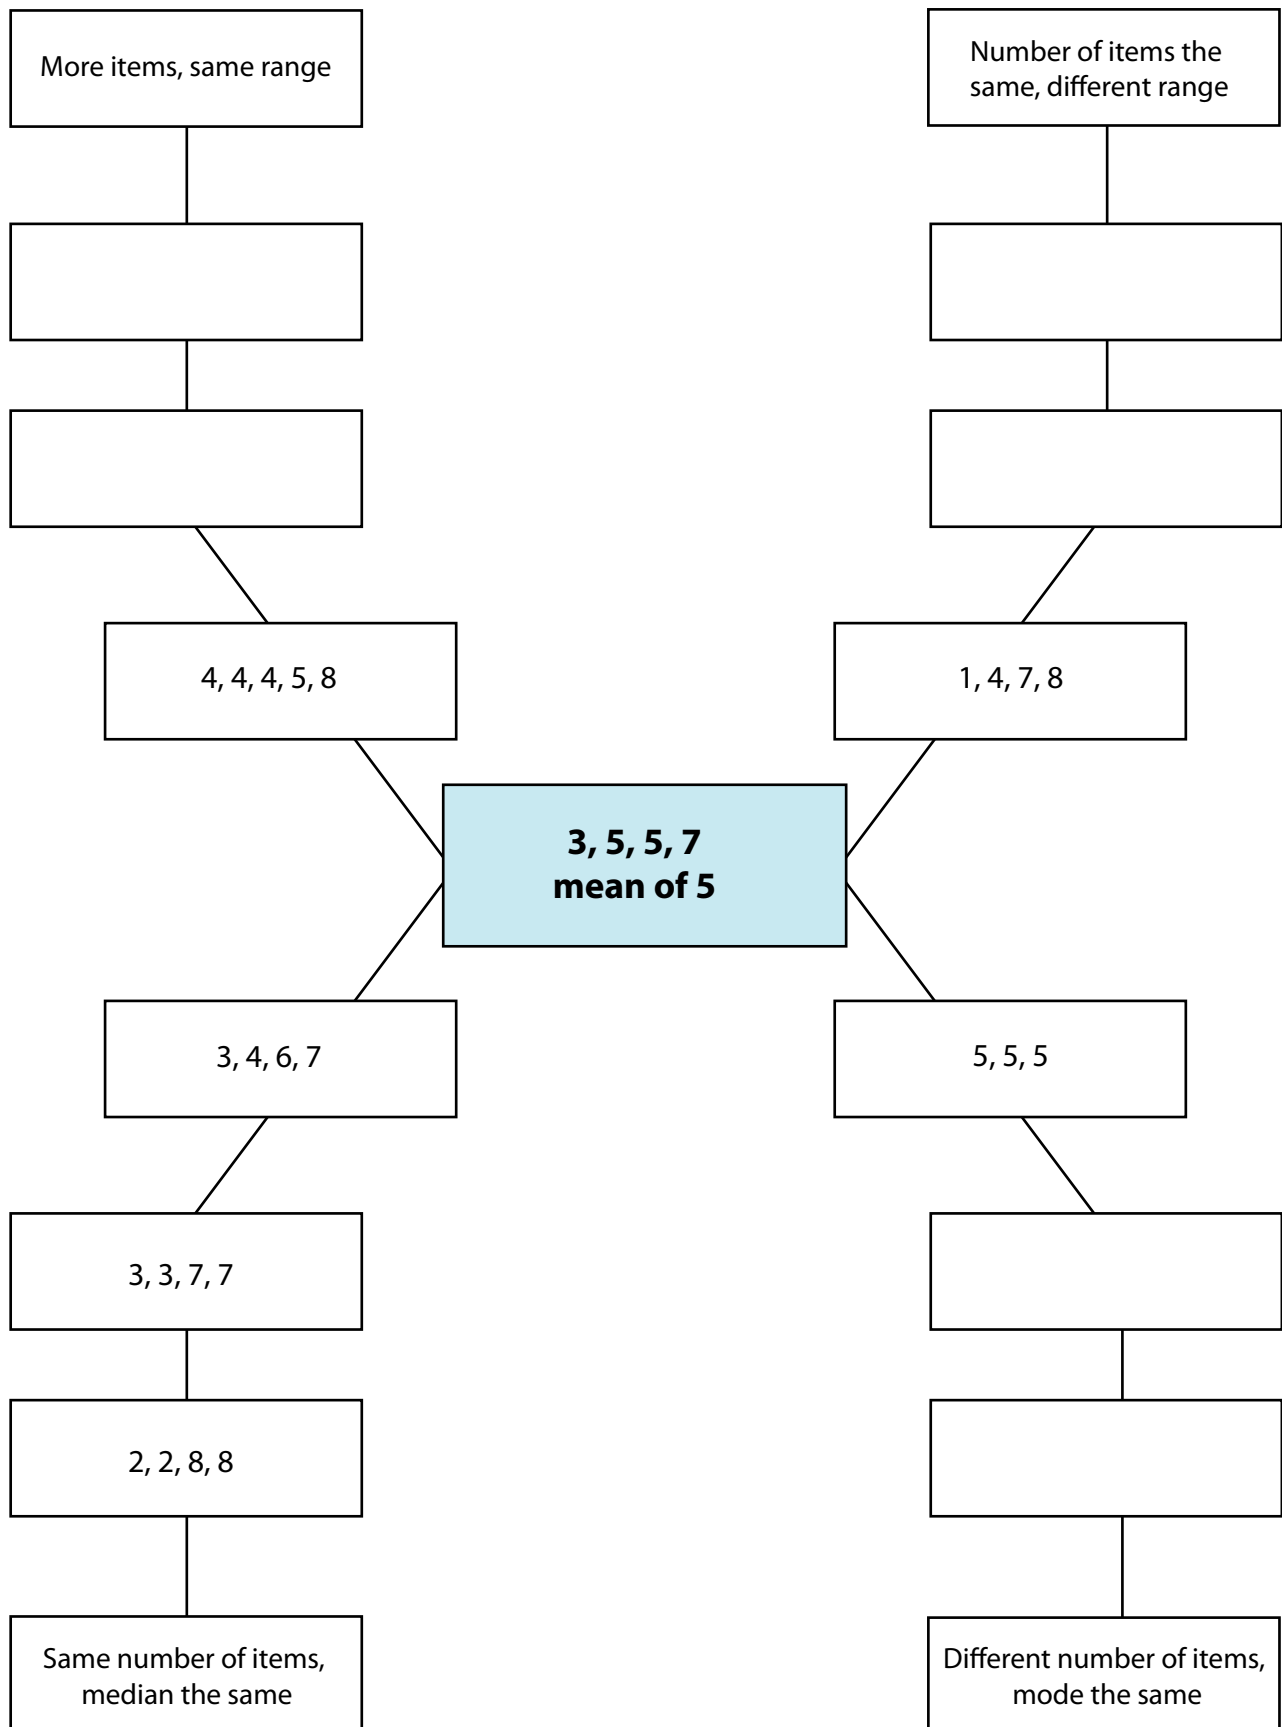 More items, same range
Number of items the
same, different range
4, 4, 4, 5, 8
1, 4, 7, 8
3, 5, 5, 7
mean of 5
3, 4, 6, 7
5, 5, 5
3, 3, 7, 7
2, 2, 8, 8
Same number of items,
median the same
Different number of items,
mode the same